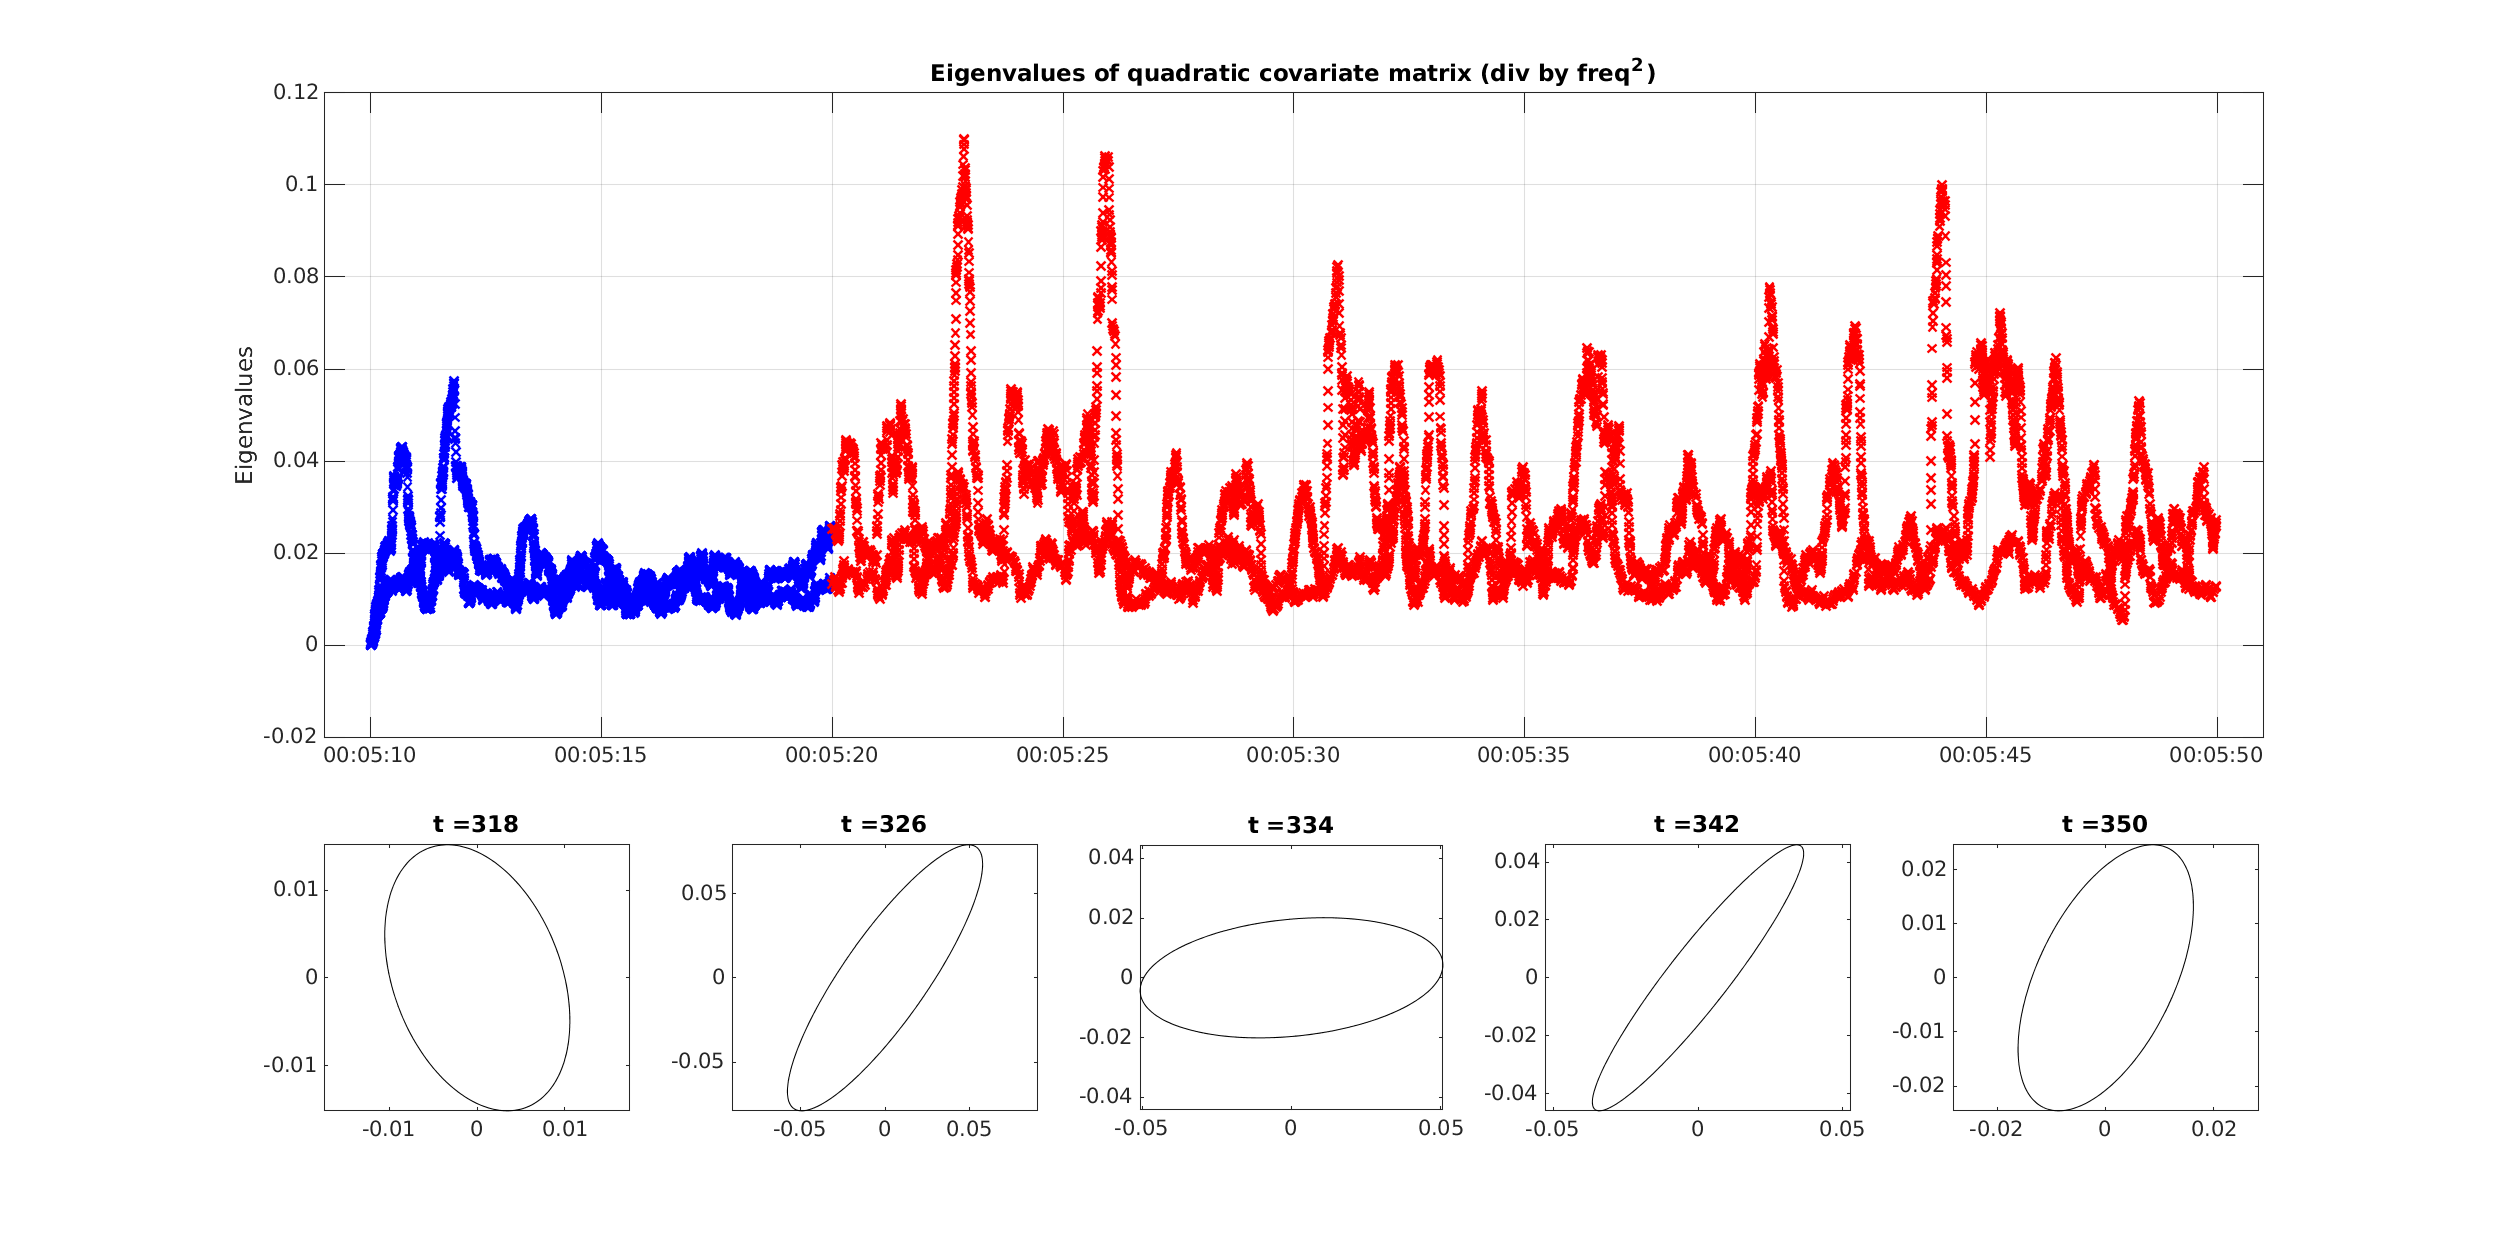 Eigenvalues of quadratic covariate matrix (div by freq²)
0.12
0.1
0.08
0.06
0.04
0.02
0
-0.02
Eigenvalues
00:05:10 00:05:15 00:05:20 00:05:25 00:05:30 00:05:35 00:05:40 00:05:45 00:05:50
t =318
0.01
0
-0.01
-0.01 0 0.01
t =326
0.05
0
-0.05
-0.05 0 0.05
t =334
0.04
0.02
0
-0.02
-0.04
-0.05 0 0.05
t =342
0.04
0.02
0
-0.02
-0.04
-0.05 0 0.05
t =350
0.02
0.01
0
-0.01
-0.02
-0.02 0 0.02